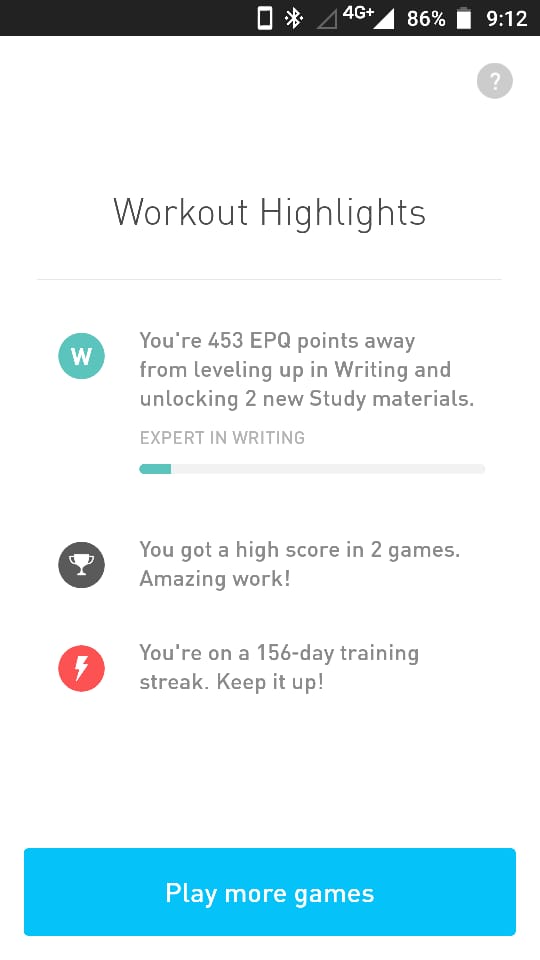 4G+ 86% 9:12
?
Workout Highlights
W
You're 453 EPQ points away
from leveling up in Writing and
unlocking 2 new Study materials.
EXPERT IN WRITING
You got a high score in 2 games.
Amazing work!
You're on a 156-day training
streak. Keep it up!
Play more games